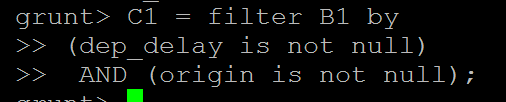 grunt> C1 = filter B1 by
>> (dep_delay is not null)
>>  AND (origin is not null);
grunt>